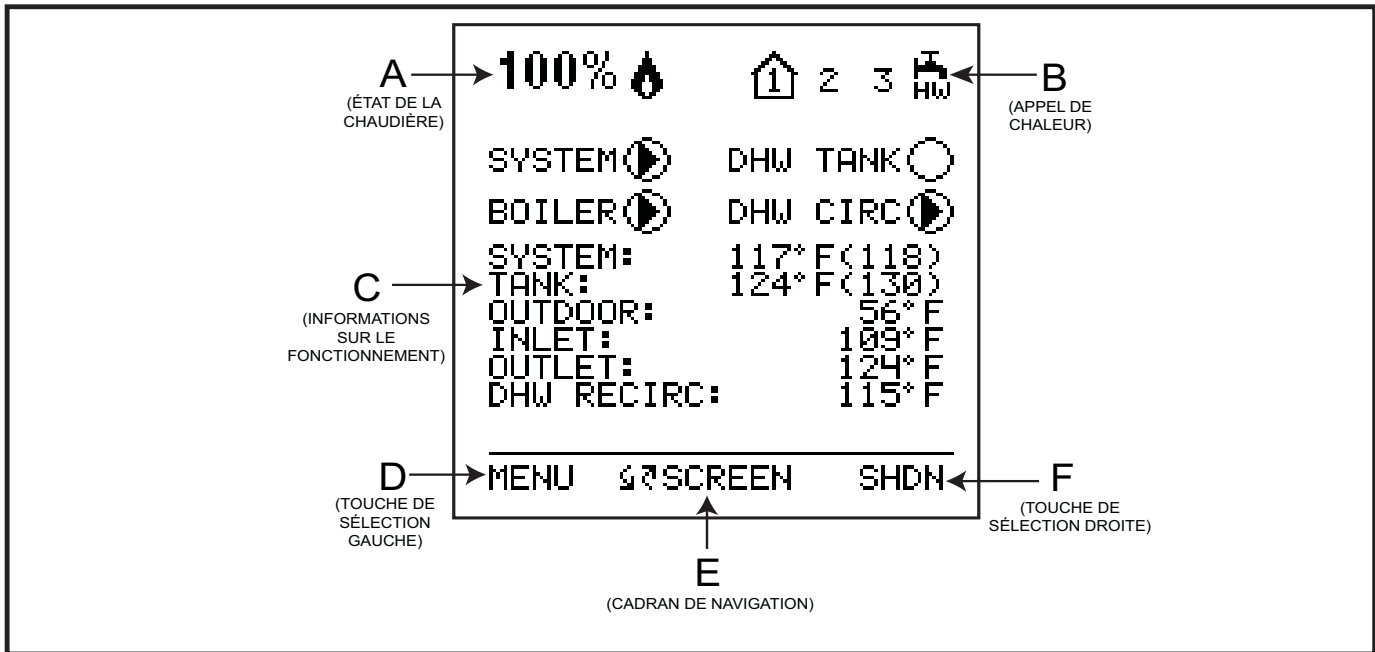 A
(ÉTAT DE LA
CHAUDIÈRE)
100%
1 2 3 HW
B
(APPEL DE
CHALEUR)
SYSTEM DHW TANK
BOILER DHW CIRC
SYSTEM: 117°F(118)
TANK: 124°F(130)
OUTDOOR: 56°F
INLET: 109°F
OUTLET: 124°F
DHW RECIRC: 115°F
C
(INFORMATIONS
SUR LE
FONCTIONNEMENT)
MENU SCREEN SHDN
D
(TOUCHE DE
SÉLECTION
GAUCHE)
E
(CADRAN DE NAVIGATION)
F
(TOUCHE DE
SÉLECTION DROITE)